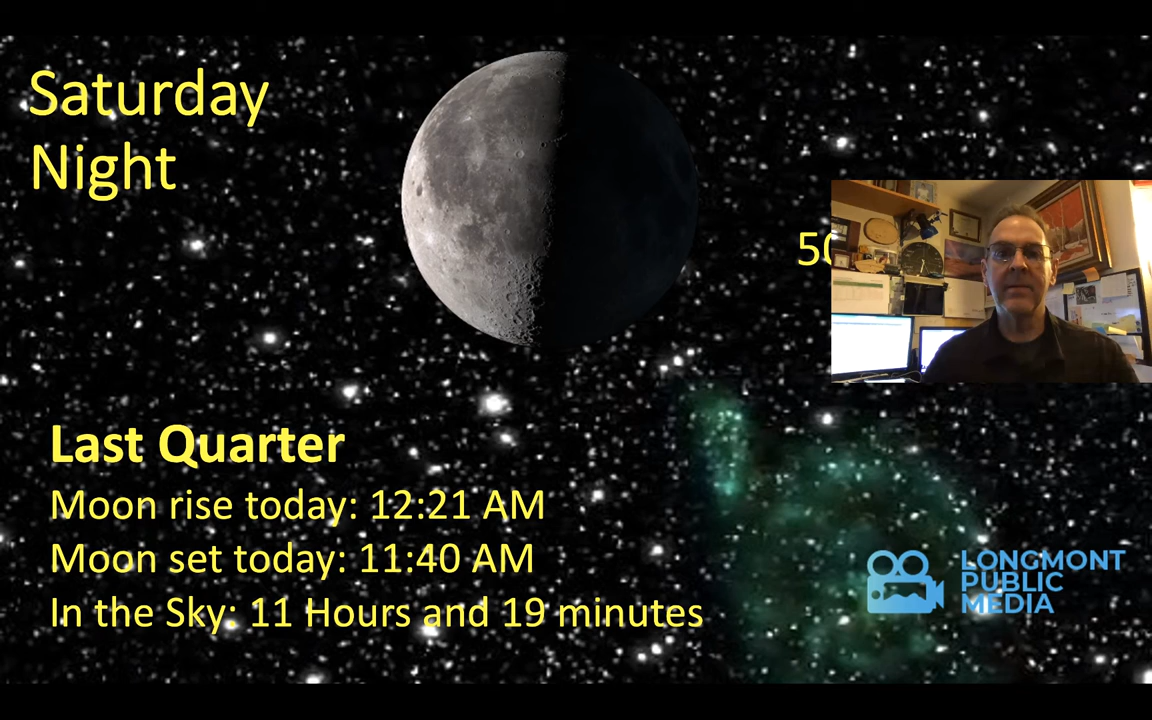 Saturday
Night
50
Last Quarter
Moon rise today: 12:21 AM
Moon set today: 11:40 AM
In the Sky: 11 Hours and 19 minutes
LONGMONT
PUBLIC
MEDIA